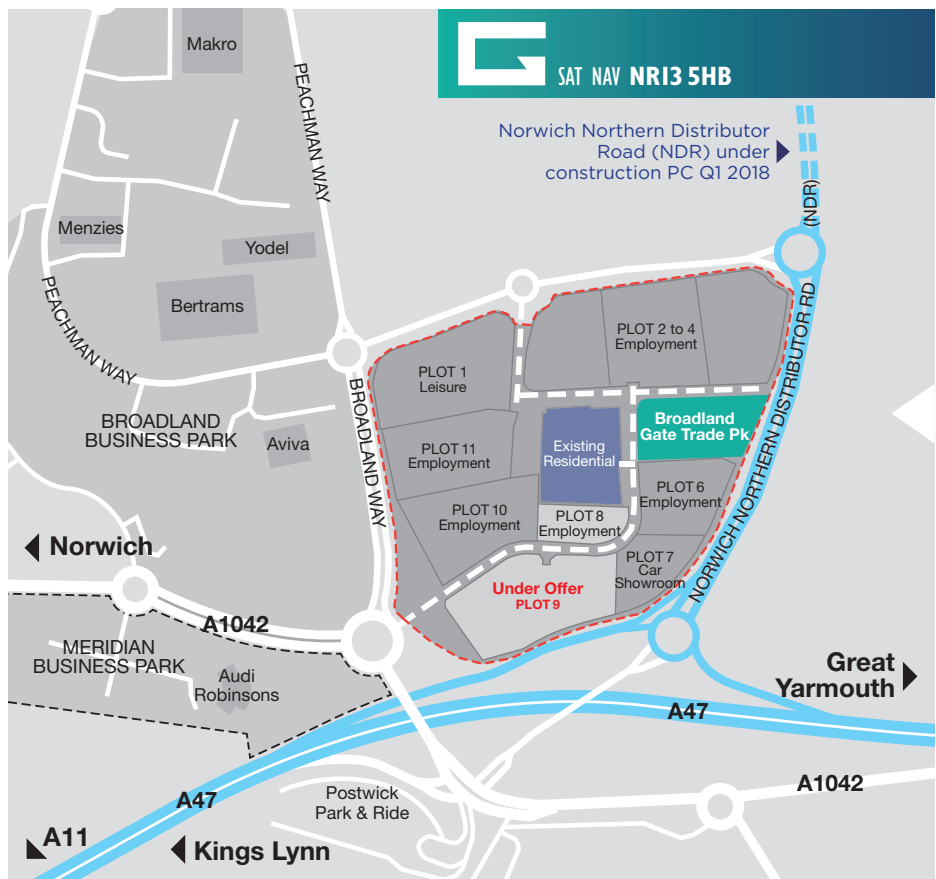 SAT NAV NR13 5HB
Makro
PEACHMAN WAY
Norwich Northern Distributor
Road (NDR) under
construction PC Q1 2018
(NDR)
Menzies
Yodel
Bertrams
PEACHMAN WAY
NORWICH NORTHERN DISTRIBUTOR RD
PLOT 2 to 4
Employment
PLOT 1
Leisure
BROADLAND WAY
BROADLAND
BUSINESS PARK
Aviva
Broadland
Gate Trade Pk
Existing
Residential
PLOT 11
Employment
PLOT 6
Employment
PLOT 10
Employment
PLOT 8
Employment
PLOT 7
Car
Showroom
Under Offer
PLOT 9
Norwich
A1042
MERIDIAN
BUSINESS PARK
Audi
Robinsons
Great
Yarmouth
A47
A1042
A47
Postwick
Park & Ride
A11
Kings Lynn